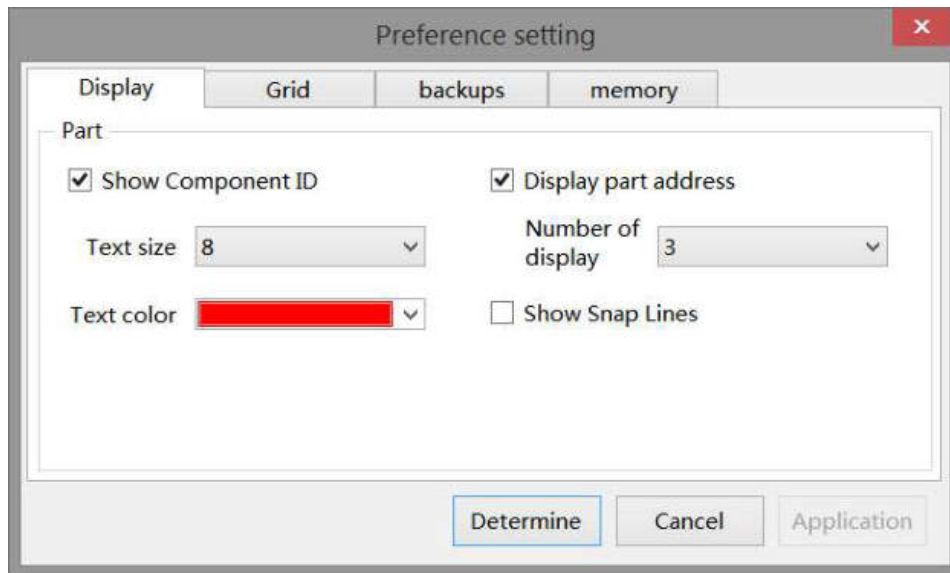 Preference setting
Display Grid backups memory
Part
Show Component ID Display part address
Text size 8 Number of display 3
Text color Show Snap Lines
Determine Cancel Application